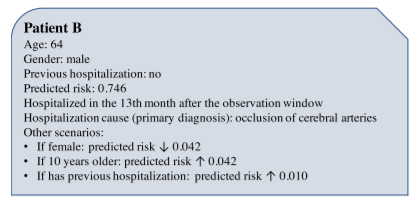 Patient B
Age: 64
Gender: male
Previous hospitalization: no
Predicted risk: 0.746
Hospitalized in the 13th month after the observation window
Hospitalization cause (primary diagnosis): occlusion of cerebral arteries
Other scenarios:
• If female: predicted risk ↓ 0.042
• If 10 years older: predicted risk ↑ 0.042
• If has previous hospitalization: predicted risk ↑ 0.010